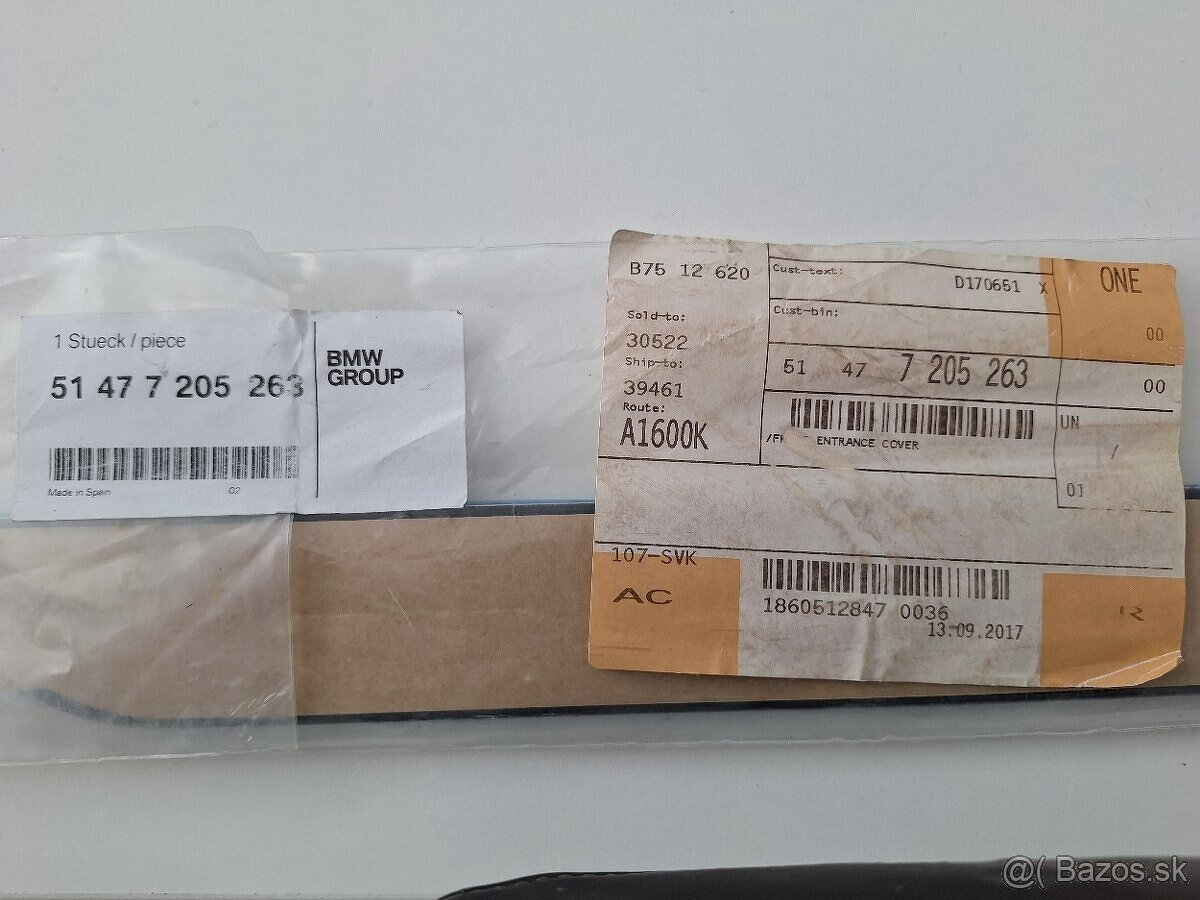 1 Stueck / piece
51 47 7 205 263
Made in Spain 02
BMW
GROUP
B75 12 620
Sold-to:
30522
Ship-to:
39461
Route:
A1600K
Cust-text:
D170651 X
Cust-bin:
51 47 7 205 263
ENTRANCE COVER
ONE
00
00
UN
/
01
107-SVK
AC
1860512847 0036
13.09.2017
R
@( Bazos.sk